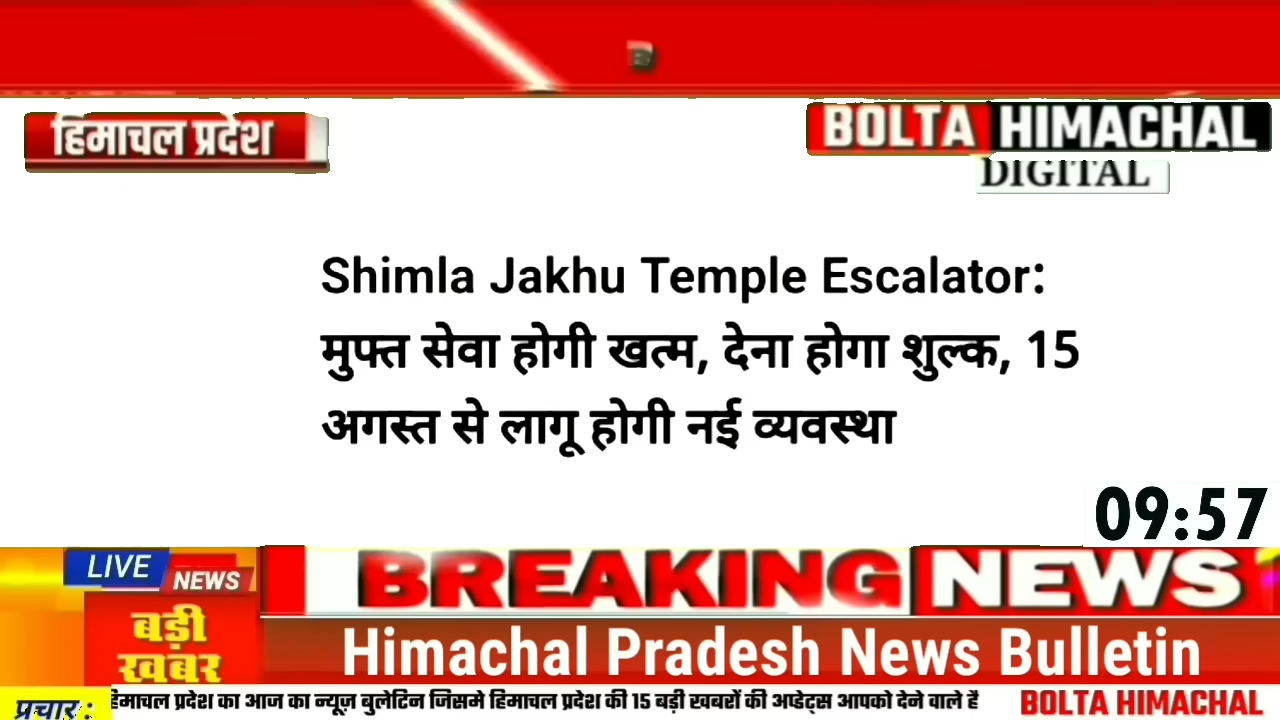 हिमाचल प्रदेश
BOLTA HIMACHAL
DIGITAL
Shimla Jakhu Temple Escalator:
मुफ्त सेवा होगी खत्म, देना होगा शुल्क, 15
अगस्त से लागू होगी नई व्यवस्था
09:57
LIVE
NEWS
BREAKING NEWS
बड़ी
खबर
Himachal Pradesh News Bulletin
प्रचार :
हिमाचल प्रदेश का आज का न्यूज़ बुलेटिन जिसमे हिमाचल प्रदेश की 15 बड़ी खबरों की अप्डेट्स आपको देने वाले हैं
BOLTA HIMACHAL